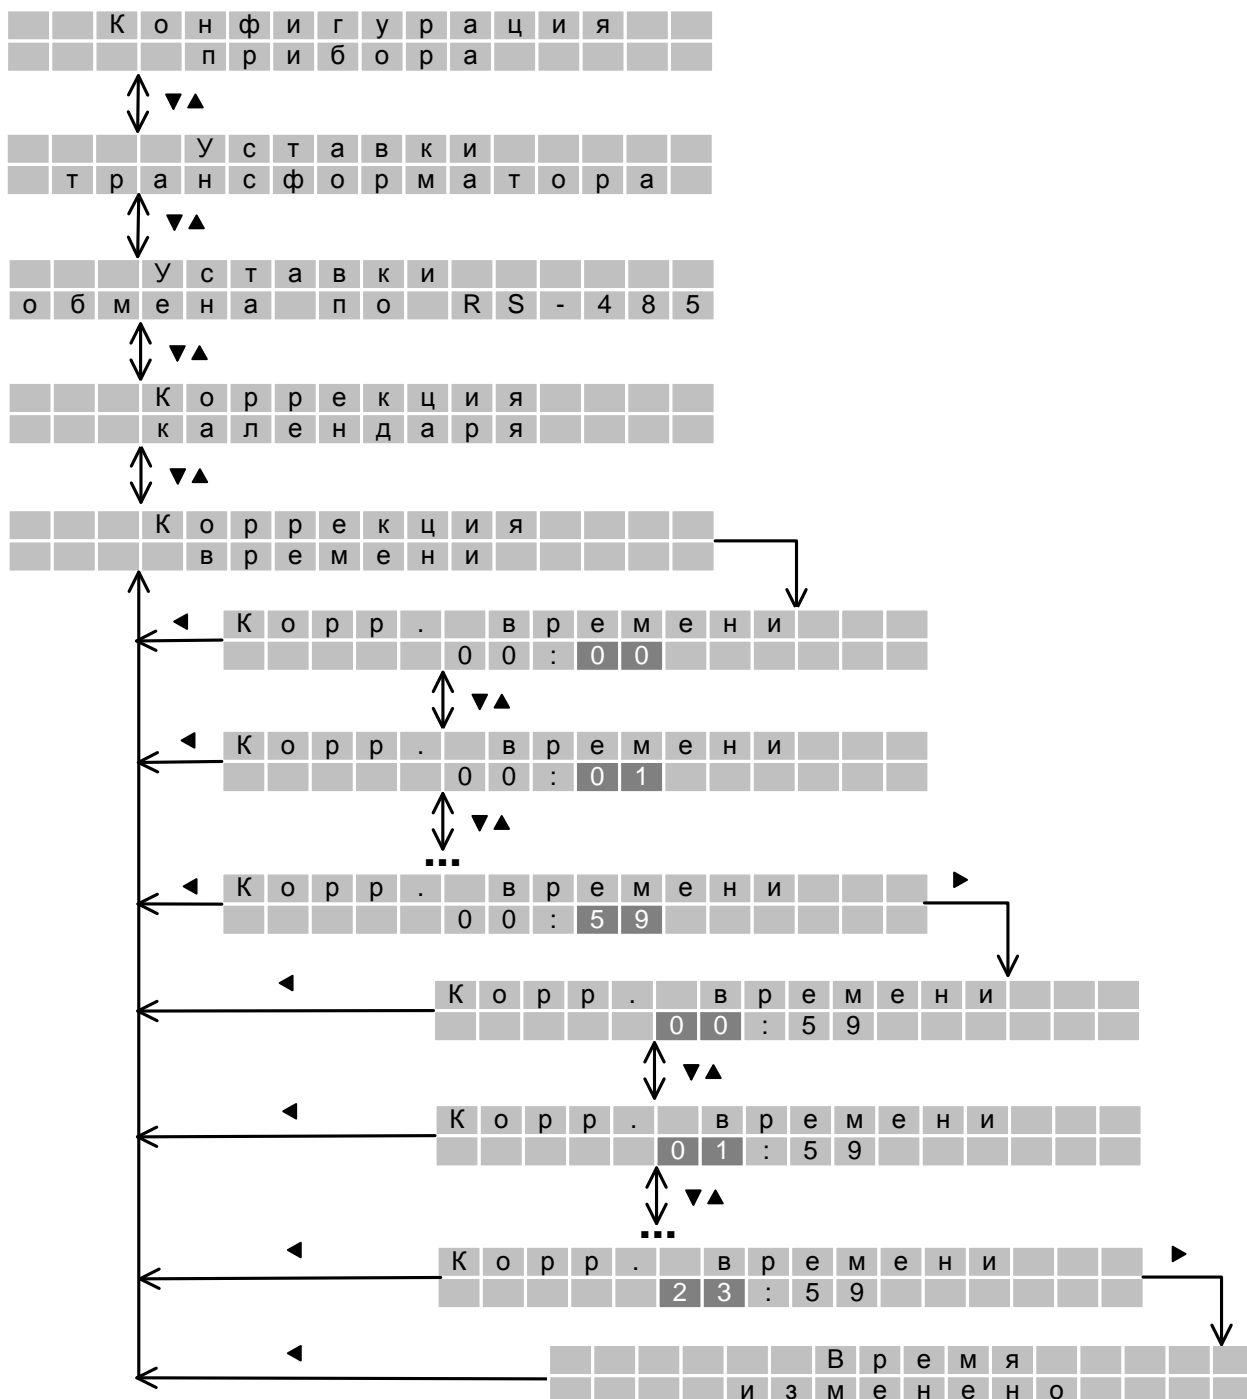 Конфигурация
прибора
▼▲
Уставки
трансформатора
▼▲
Уставки
обмена по RS-485
▼▲
Коррекция
календаря
▼▲
Коррекция
времени
◄ Корр. времени
00:00
▼▲
◄ Корр. времени
00:01
▼▲
...
◄ Корр. времени ►
00:59
◄ Корр. времени
00:59
▼▲
◄ Корр. времени
01:59
▼▲
...
◄ Корр. времени ►
23:59
◄ Время
изменено